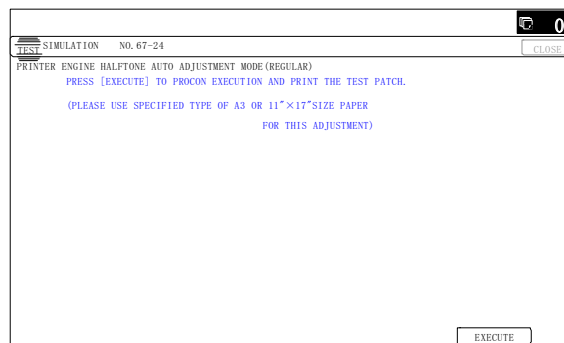 0
TEST SIMULATION NO. 67-24
CLOSE
PRINTER ENGINE HALFTONE AUTO ADJUSTMENT MODE(REGULAR)
PRESS [EXECUTE] TO PROCON EXECUTION AND PRINT THE TEST PATCH.
(PLEASE USE SPECIFIED TYPE OF A3 OR 11″×17″SIZE PAPER
FOR THIS ADJUSTMENT)
EXECUTE